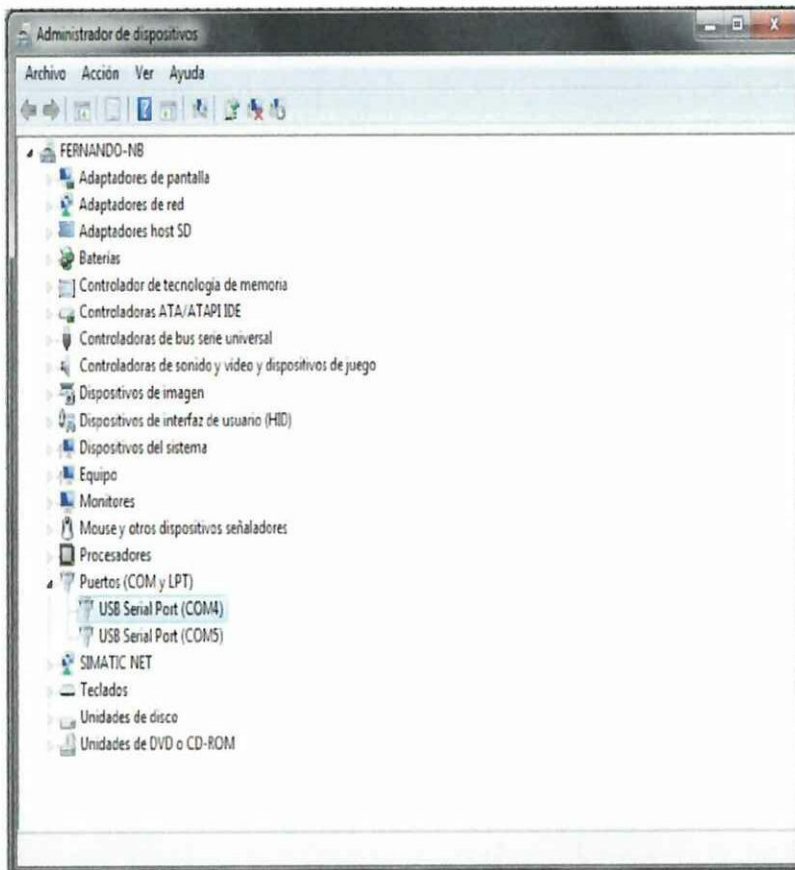 Administrador de dispositivos
Archivo Acción Ver Ayuda
FERNANDO-NB
Adaptadores de pantalla
Adaptadores de red
Adaptadores host SD
Baterías
Controlador de tecnología de memoria
Controladoras ATA/ATAPI IDE
Controladoras de bus serie universal
Controladoras de sonido y vídeo y dispositivos de juego
Dispositivos de imagen
Dispositivos de interfaz de usuario (HID)
Dispositivos del sistema
Equipo
Monitores
Mouse y otros dispositivos señaladores
Procesadores
Puertos (COM y LPT)
USB Serial Port (COM4)
USB Serial Port (COM5)
SIMATIC NET
Teclados
Unidades de disco
Unidades de DVD o CD-ROM